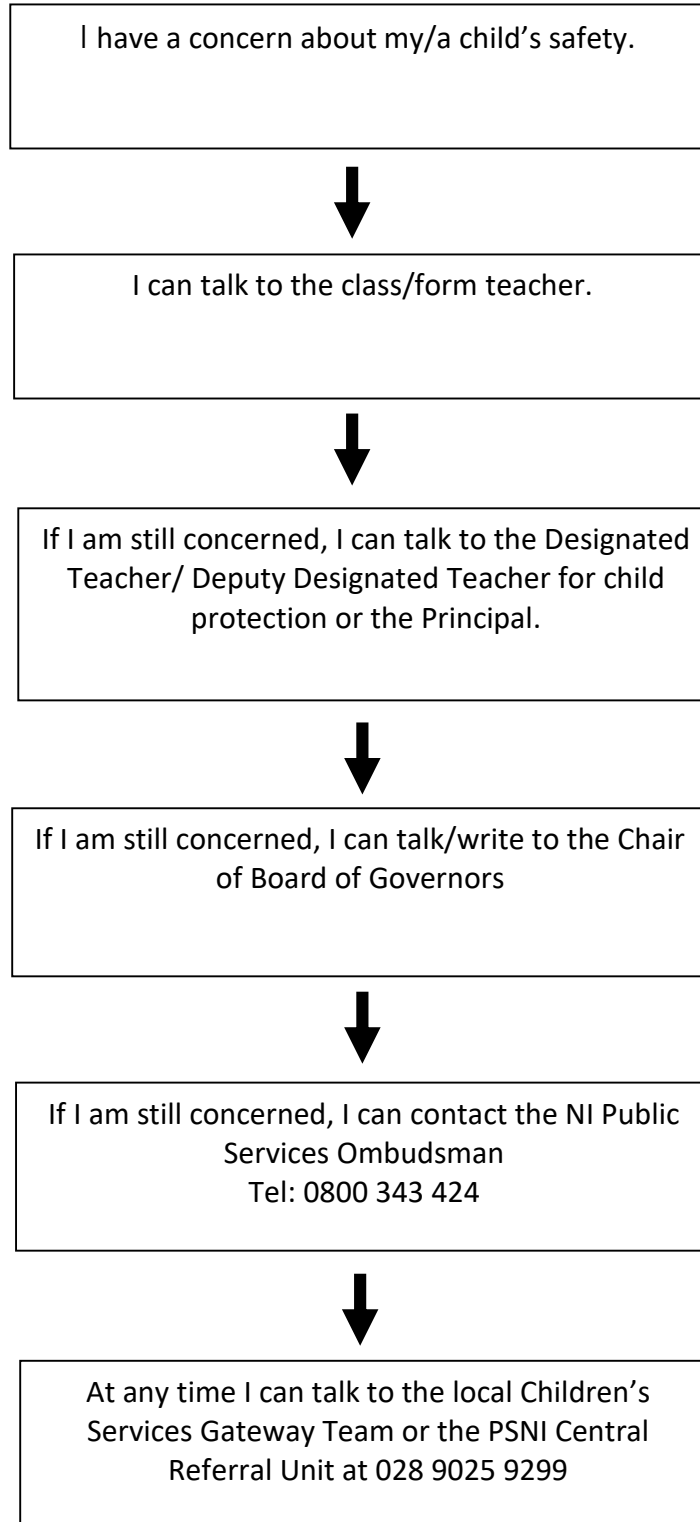 I have a concern about my/a child’s safety.
I can talk to the class/form teacher.
If I am still concerned, I can talk to the Designated
Teacher/ Deputy Designated Teacher for child
protection or the Principal.
If I am still concerned, I can talk/write to the Chair
of Board of Governors
If I am still concerned, I can contact the NI Public
Services Ombudsman
Tel: 0800 343 424
At any time I can talk to the local Children’s
Services Gateway Team or the PSNI Central
Referral Unit at 028 9025 9299